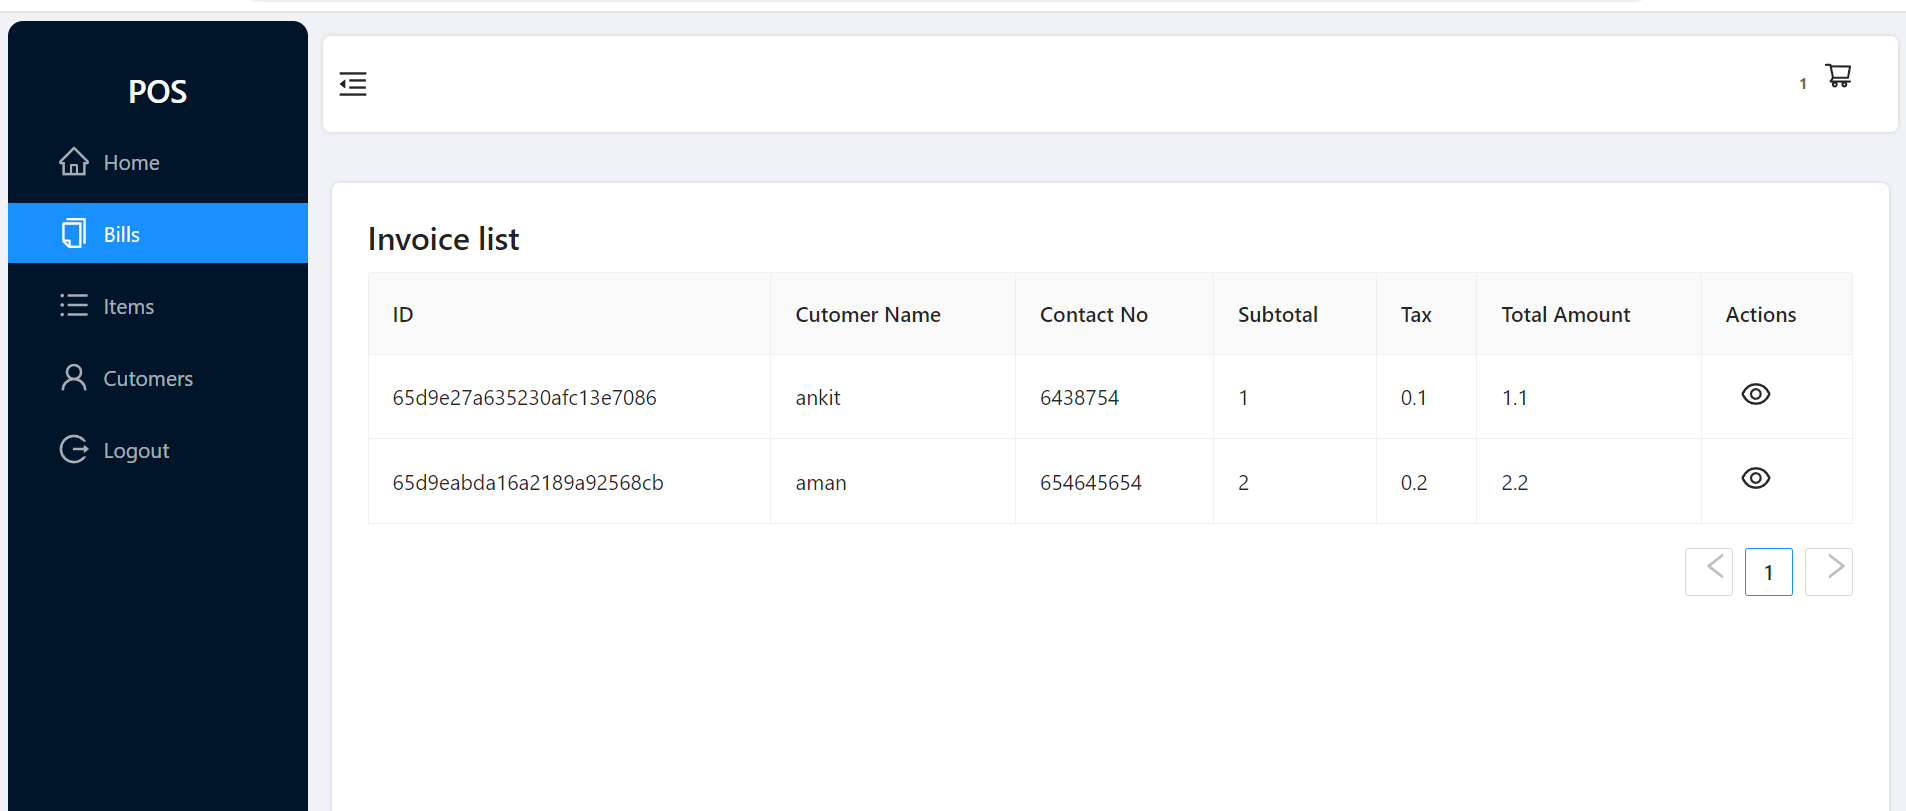 POS
Home
Bills
Items
Cutomers
Logout
1
Invoice list
ID Cutomer Name Contact No Subtotal Tax Total Amount Actions
65d9e27a635230afc13e7086 ankit 6438754 1 0.1 1.1
65d9eabda16a2189a92568cb aman 654645654 2 0.2 2.2
1